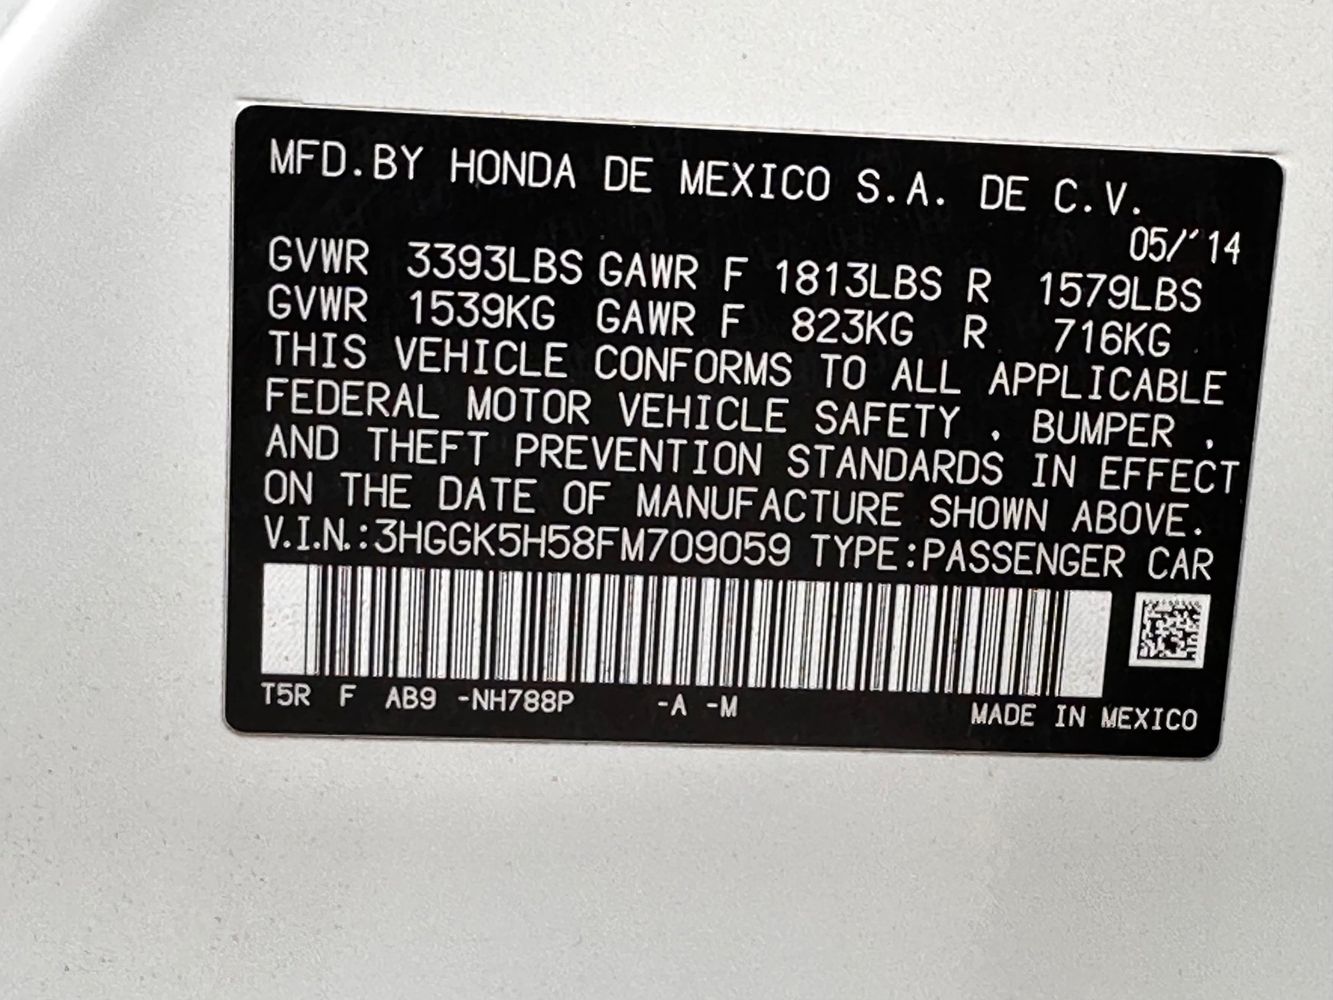 MFD.BY HONDA DE MEXICO S.A. DE C.V.
05/'14
GVWR 3393LBS GAWR F 1813LBS R 1579LBS
GVWR 1539KG GAWR F 823KG R 716KG
THIS VEHICLE CONFORMS TO ALL APPLICABLE
FEDERAL MOTOR VEHICLE SAFETY , BUMPER ,
AND THEFT PREVENTION STANDARDS IN EFFECT
ON THE DATE OF MANUFACTURE SHOWN ABOVE.
V.I.N.:3HGGK5H58FM709059 TYPE:PASSENGER CAR
T5R F AB9 -NH788P -A -M MADE IN MEXICO